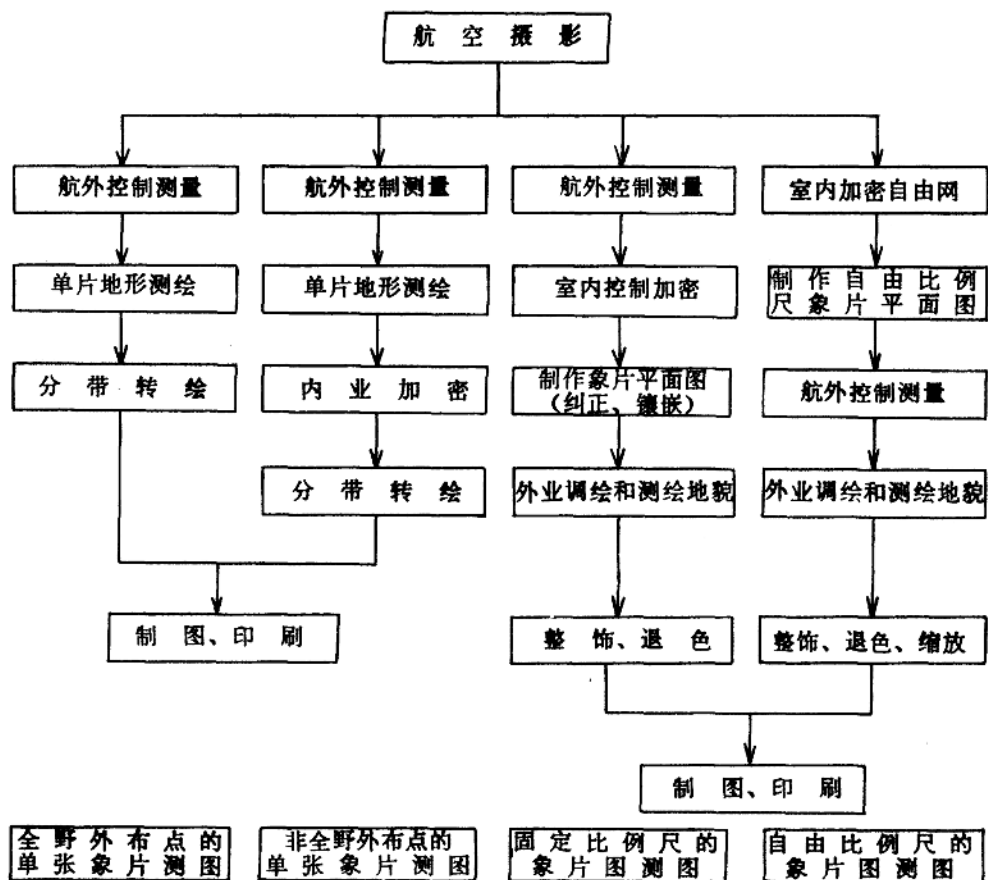 航空摄影
航外控制测量
航外控制测量
航外控制测量
室内加密自由网
单片地形测绘
单片地形测绘
室内控制加密
制作自由比例
尺象片平面图
分带转绘
内业加密
制作象片平面图
(纠正、镶嵌)
航外控制测量
分带转绘
外业调绘和测绘地貌
外业调绘和测绘地貌
制图、印刷
整饰、退色
整饰、退色、缩放
制图、印刷
全野外布点的
单张象片测图
非全野外布点的
单张象片测图
固定比例尺的
象片图测图
自由比例尺的
象片图测图